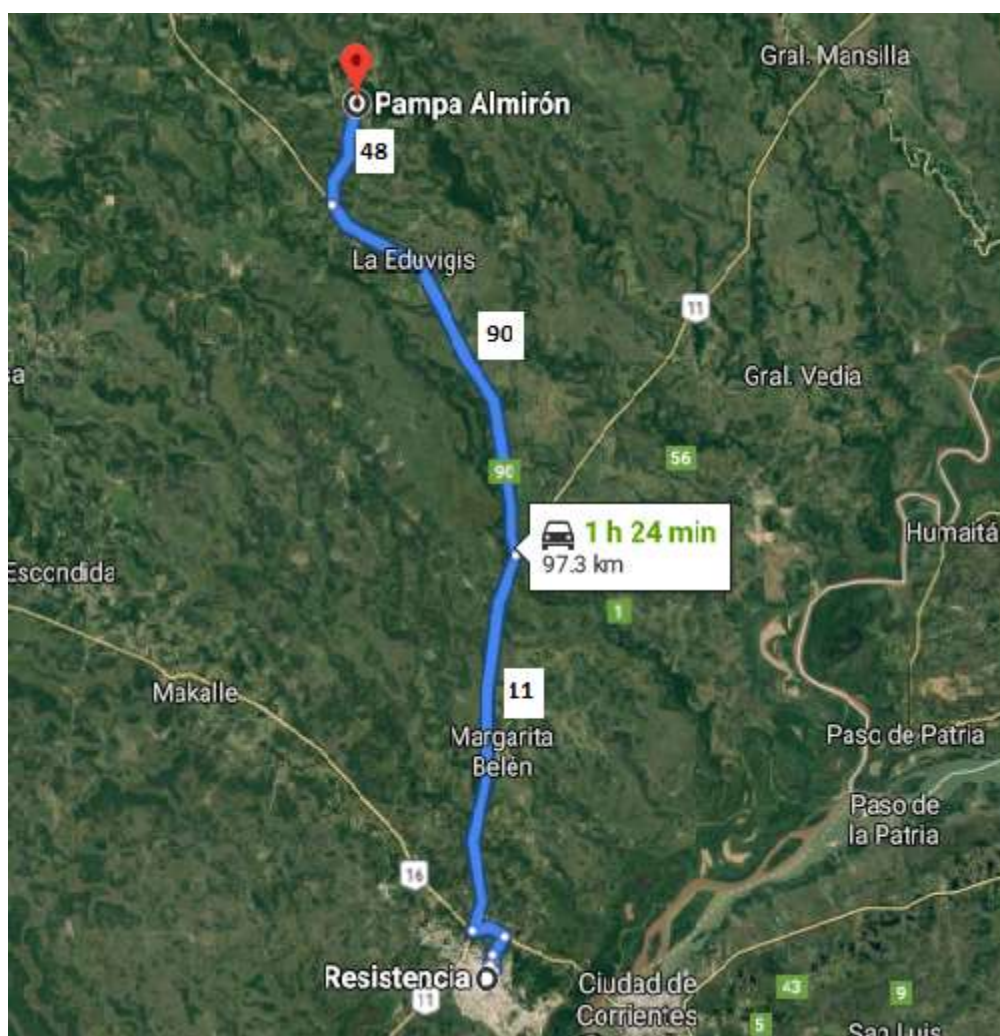 Gral. Mansilla
Pampa Almirón
48
La Eduvigis
11
90
Gral. Vedia
56
90
1 h 24 min
97.3 km
Humaitá
Escondida
1
11
Makalle
Margarita
Belén
Paso de Patria
Paso de
la Patria
16
Resistencia
11
Ciudad de
Corrientes
43
9
5
San Luis